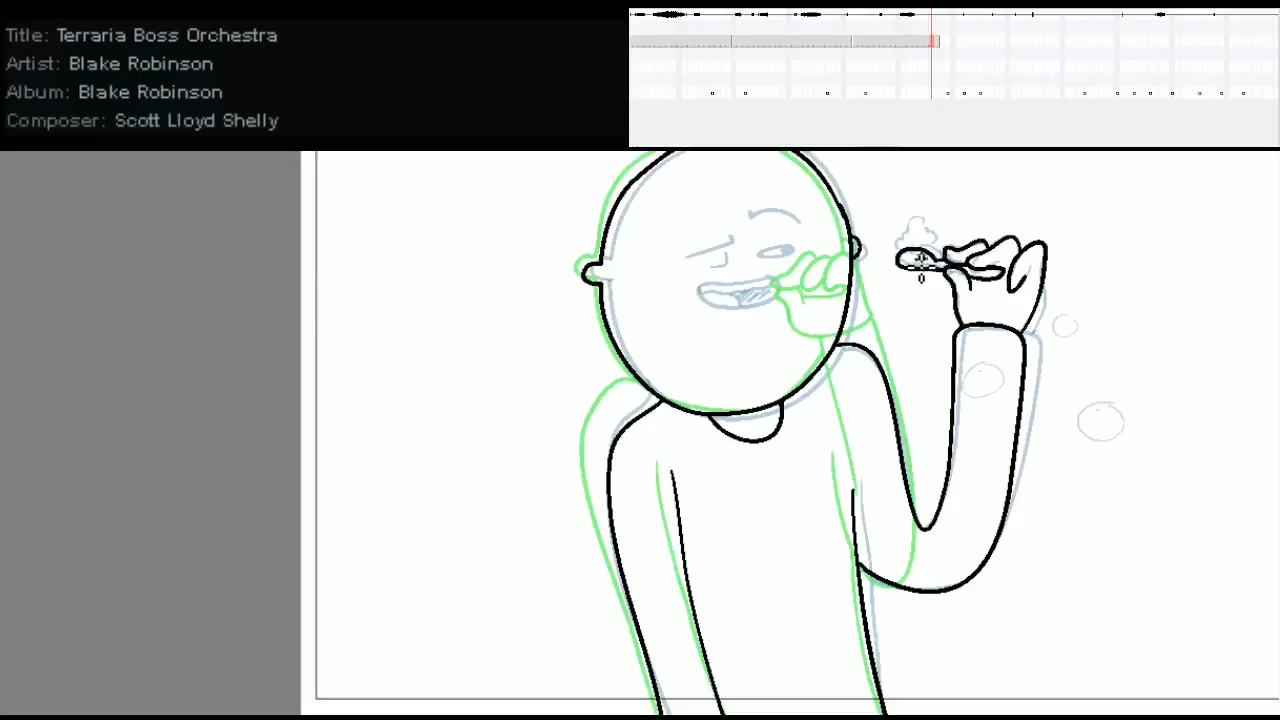 Title: Terraria Boss Orchestra
Artist: Blake Robinson
Album: Blake Robinson
Composer: Scott Lloyd Shelly